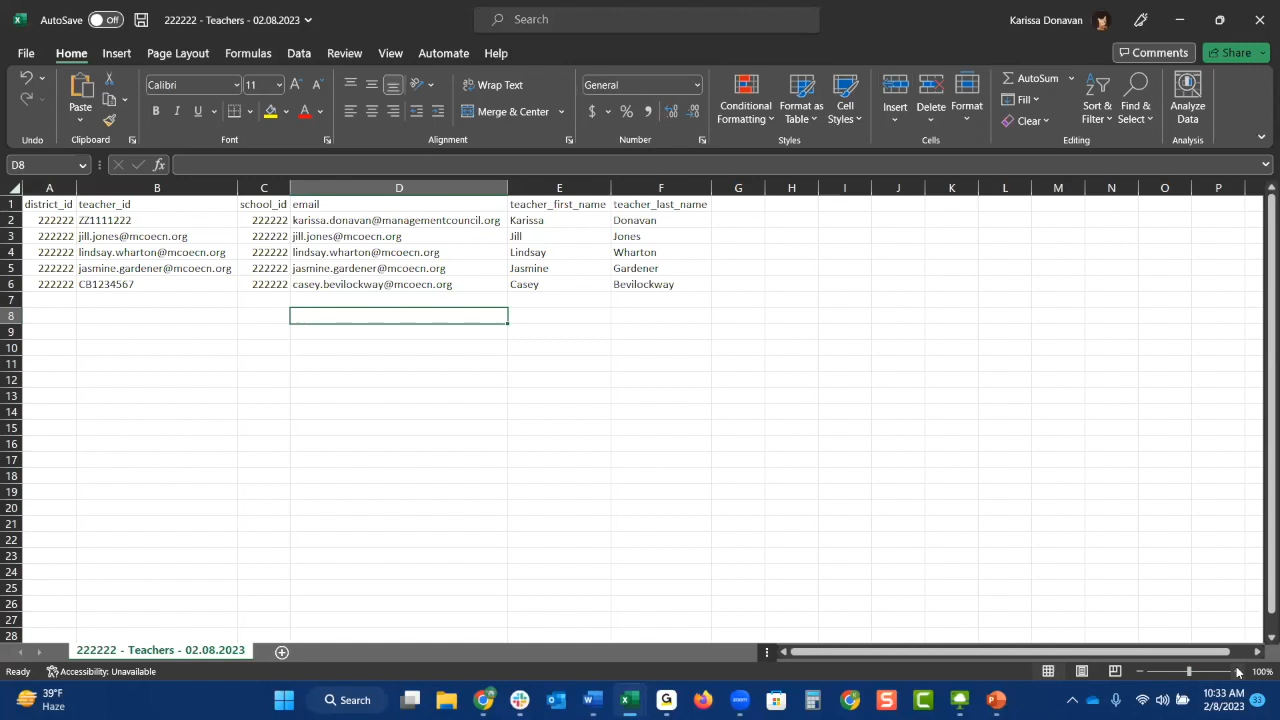 AutoSave Off 222222 - Teachers - 02.08.2023 Search Karissa Donavan
File Home Insert Page Layout Formulas Data Review View Automate Help Comments Share
Calibri 11 Wrap Text General AutoSum
Paste Merge & Center Conditional Formatting Format as Table Cell Styles Insert Delete Format Fill Clear Sort & Filter Find & Select Analyze Data
Undo Clipboard Font Alignment Number Styles Cells Editing Analysis
D8 fx
A B C D E F G H I J K L M N O P
1 district_id teacher_id school_id email teacher_first_name teacher_last_name
2 222222 ZZ1111222 222222 karissa.donavan@managementcouncil.org Karissa Donavan
3 222222 jill.jones@mcoecn.org 222222 jill.jones@mcoecn.org Jill Jones
4 222222 lindsay.wharton@mcoecn.org 222222 lindsay.wharton@mcoecn.org Lindsay Wharton
5 222222 jasmine.gardener@mcoecn.org 222222 jasmine.gardener@mcoecn.org Jasmine Gardener
6 222222 CB1234567 222222 casey.bevilockway@mcoecn.org Casey Bevilockway
7
8
9
10
11
12
13
14
15
16
17
18
19
20
21
22
23
24
25
26
27
28
222222 - Teachers - 02.08.2023
Ready Accessibility: Unavailable 100%
39°F Haze Search 10:33 AM 2/8/2023 53